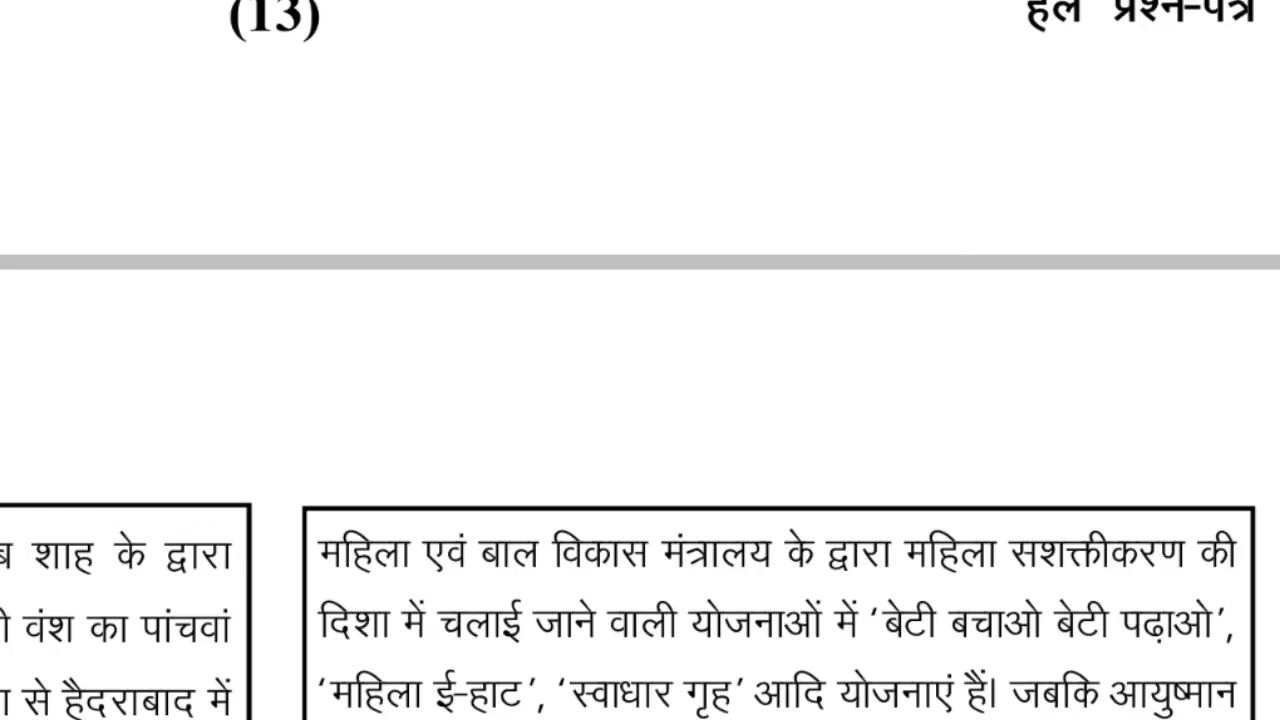 (13)
हल प्रश्न-पत्र
शाह के द्वारा
वंश का पांचवां
से हैदराबाद में
महिला एवं बाल विकास मंत्रालय के द्वारा महिला सशक्तीकरण की
दिशा में चलाई जाने वाली योजनाओं में ‘बेटी बचाओ बेटी पढ़ाओ’,
‘महिला ई-हाट’, ‘स्वाधार गृह’ आदि योजनाएं हैं। जबकि आयुष्मान